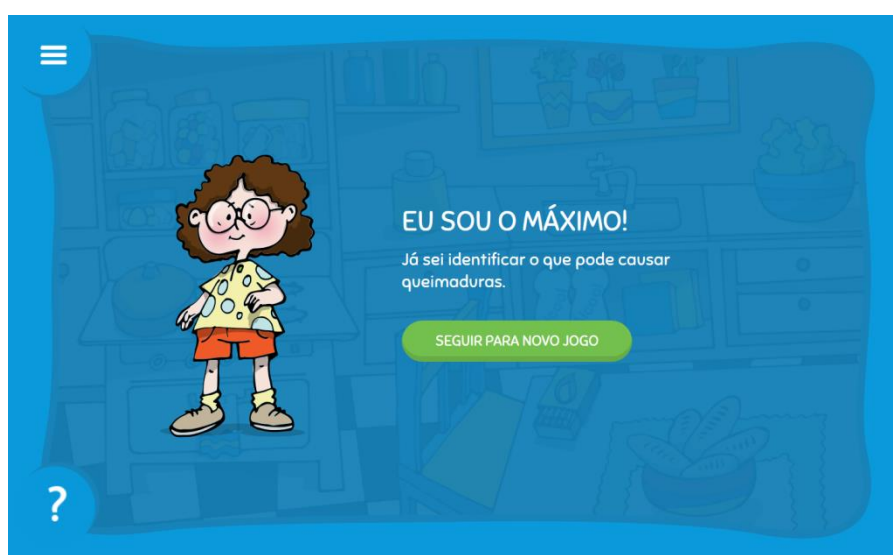 EU SOU O MÁXIMO!
Já sei identificar o que pode causar
queimaduras.
SEGUIR PARA NOVO JOGO
?